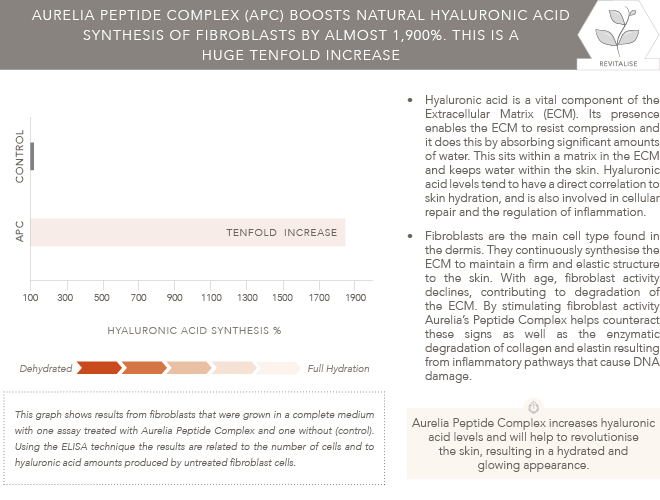 AURELIA PEPTIDE COMPLEX (APC) BOOSTS NATURAL HYALURONIC ACID
SYNTHESIS OF FIBROBLASTS BY ALMOST 1,900%. THIS IS A
HUGE TENFOLD INCREASE
REVITALISE
CONTROL
APC
TENFOLD INCREASE
100 300 500 700 900 1100 1300 1500 1700 1900
HYALURONIC ACID SYNTHESIS %
Dehydrated
Full Hydration
This graph shows results from fibroblasts that were grown in a complete medium
with one assay treated with Aurelia Peptide Complex and one without (control).
Using the ELISA technique the results are related to the number of cells and to
hyaluronic acid amounts produced by untreated fibroblast cells.
• Hyaluronic acid is a vital component of the
Extracellular Matrix (ECM). Its presence
enables the ECM to resist compression and
it does this by absorbing significant amounts
of water. This sits within a matrix in the ECM
and keeps water within the skin. Hyaluronic
acid levels tend to have a direct correlation to
skin hydration, and is also involved in cellular
repair and the regulation of inflammation.
• Fibroblasts are the main cell type found in
the dermis. They continuously synthesise the
ECM to maintain a firm and elastic structure
to the skin. With age, fibroblast activity
declines, contributing to degradation of
the ECM. By stimulating fibroblast activity
Aurelia's Peptide Complex helps counteract
these signs as well as the enzymatic
degradation of collagen and elastin resulting
from inflammatory pathways that cause DNA
damage.
Aurelia Peptide Complex increases hyaluronic
acid levels and will help to revolutionise
the skin, resulting in a hydrated and
glowing appearance.